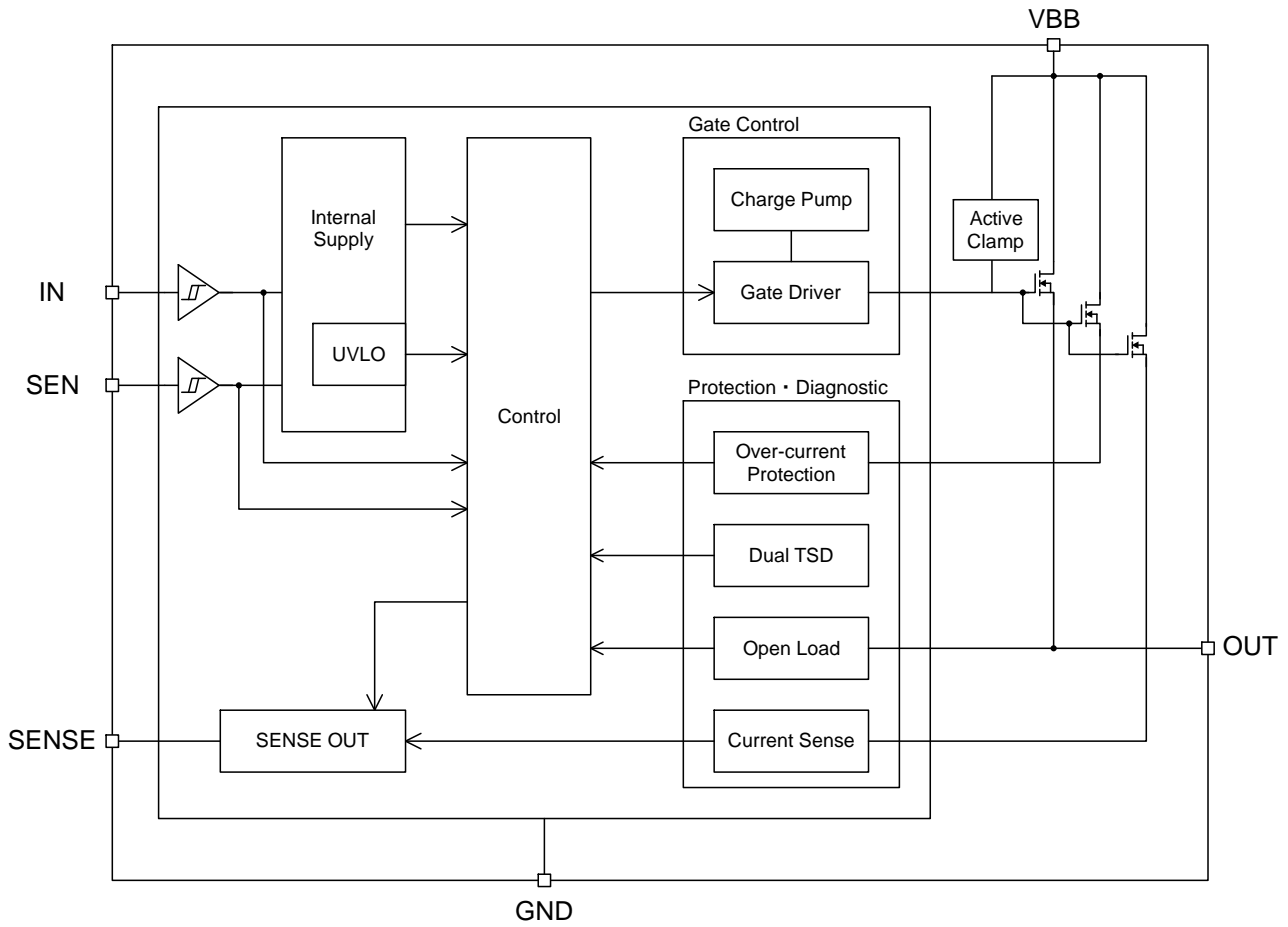 VBB
Gate Control
Charge Pump
Internal
Supply
Active
Clamp
IN
Gate Driver
UVLO
SEN
Protection・Diagnostic
Control
Over-current
Protection
Dual TSD
Open Load
OUT
SENSE
SENSE OUT
Current Sense
GND